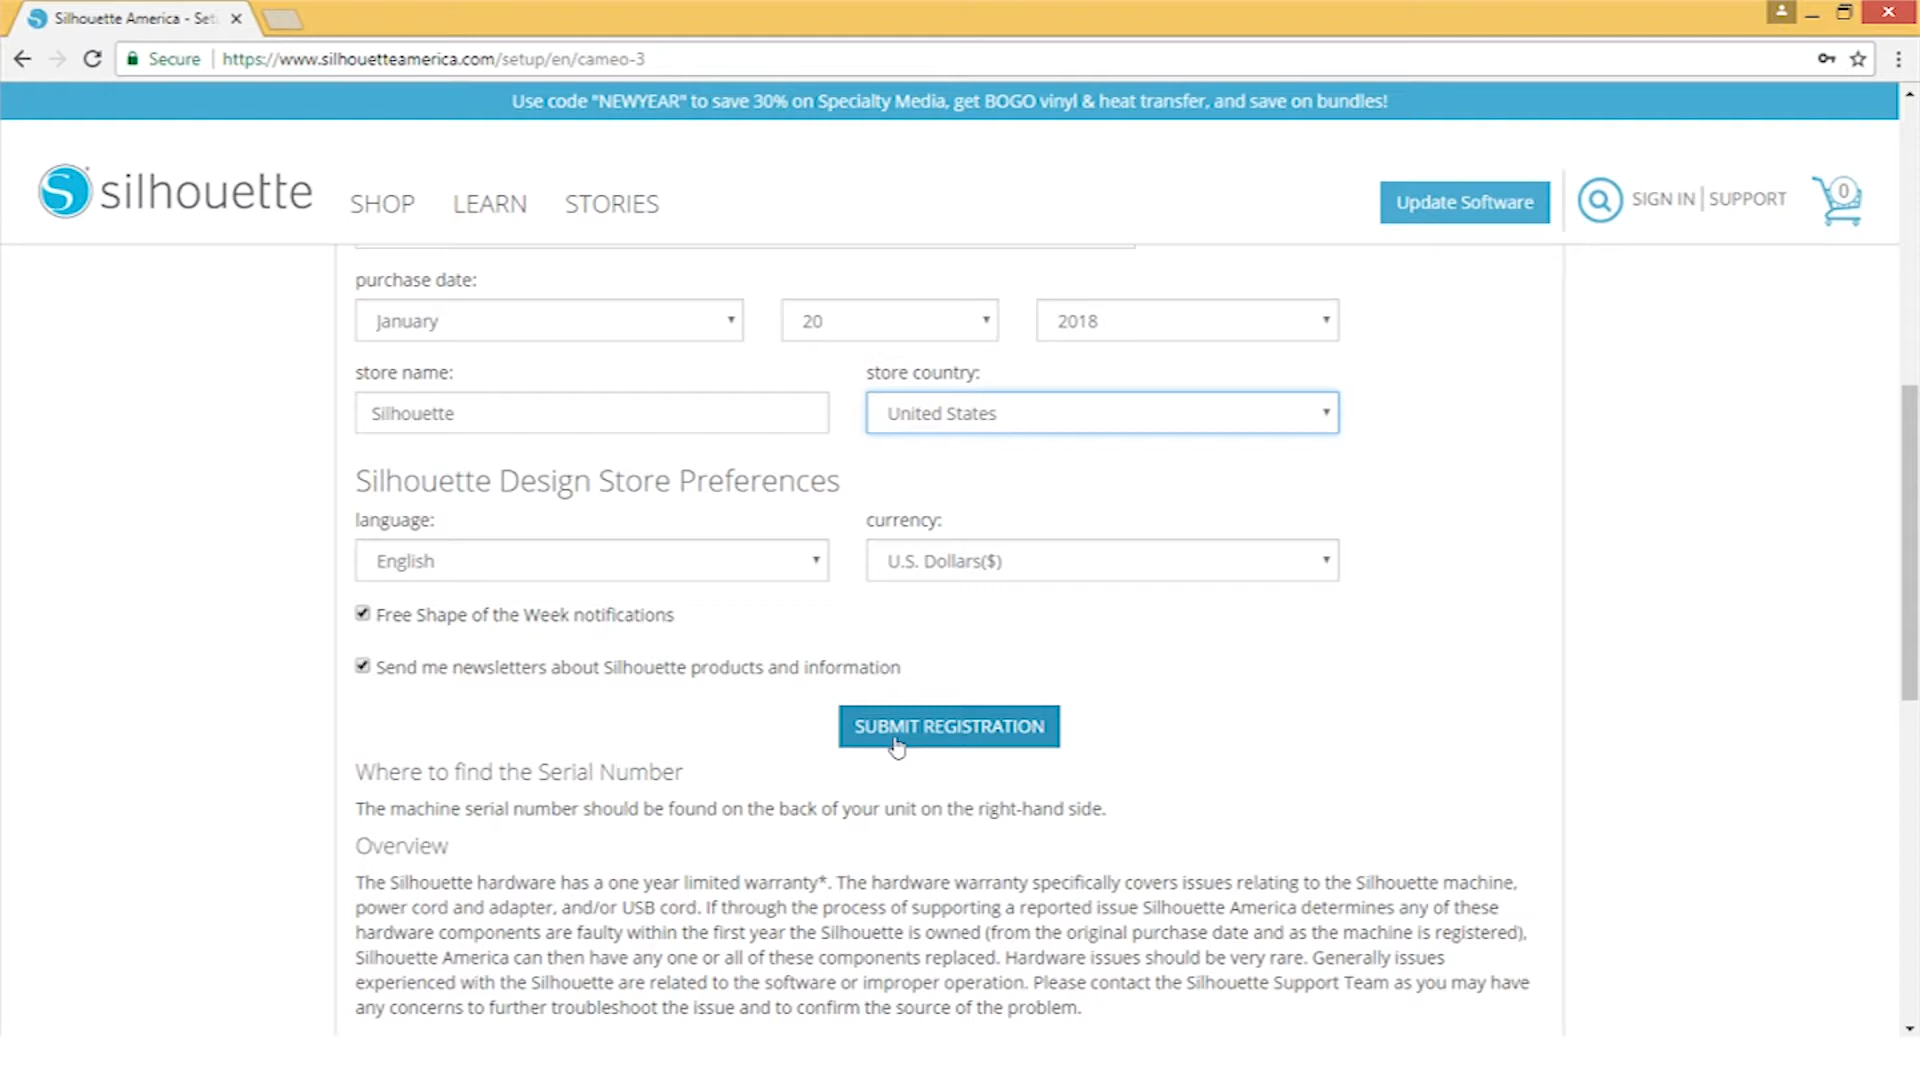 Silhouette America - Set
Secure https://www.silhouetteamerica.com/setup/en/cameo-3
Use code "NEWYEAR" to save 30% on Specialty Media, get BOGO vinyl & heat transfer, and save on bundles!
silhouette SHOP LEARN STORIES Update Software SIGN IN | SUPPORT 0
purchase date:
January 20 2018
store name: store country:
Silhouette United States
Silhouette Design Store Preferences
language: currency:
English U.S. Dollars($)
Free Shape of the Week notifications
Send me newsletters about Silhouette products and information
SUBMIT REGISTRATION
Where to find the Serial Number
The machine serial number should be found on the back of your unit on the right-hand side.
Overview
The Silhouette hardware has a one year limited warranty*. The hardware warranty specifically covers issues relating to the Silhouette machine,
power cord and adapter, and/or USB cord. If through the process of supporting a reported issue Silhouette America determines any of these
hardware components are faulty within the first year the Silhouette is owned (from the original purchase date and as the machine is registered),
Silhouette America can then have any one or all of these components replaced. Hardware issues should be very rare. Generally issues
experienced with the Silhouette are related to the software or improper operation. Please contact the Silhouette Support Team as you may have
any concerns to further troubleshoot the issue and to confirm the source of the problem.